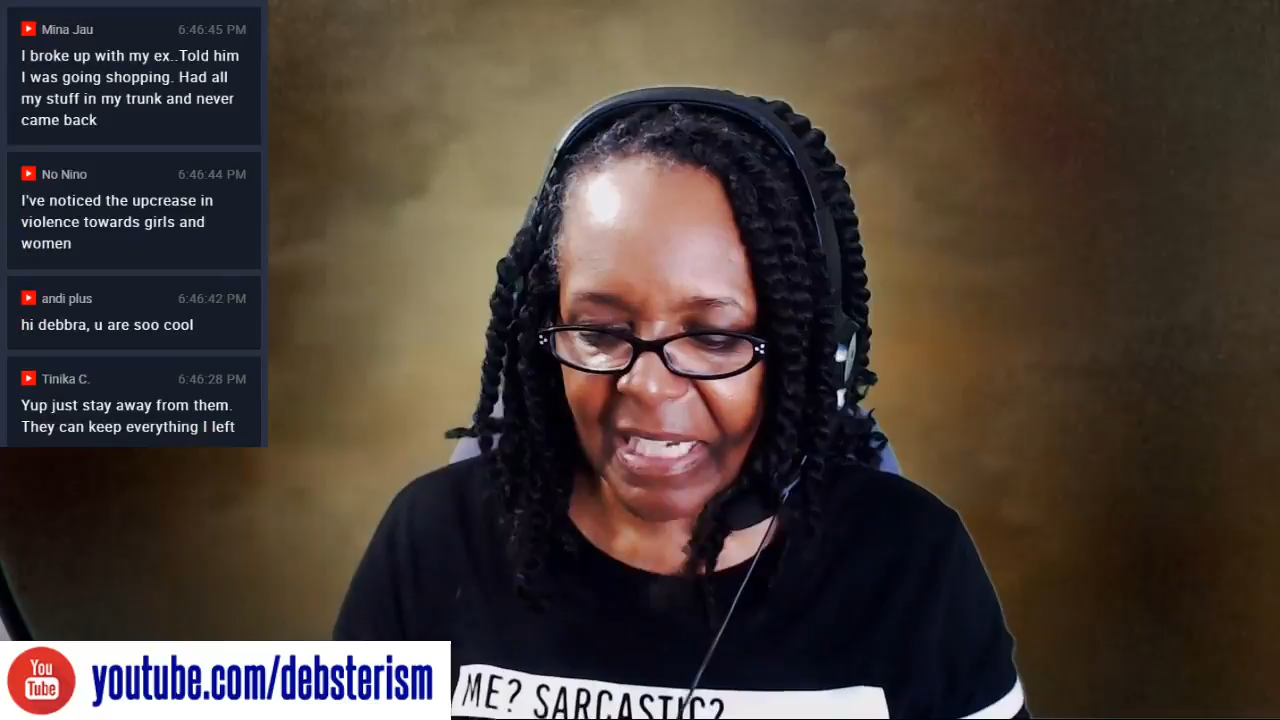 Mina Jau 6:46:45 PM
I broke up with my ex..Told him
I was going shopping. Had all
my stuff in my trunk and never
came back
No Nino 6:46:44 PM
I've noticed the upcrease in
violence towards girls and
women
andi plus 6:46:42 PM
hi debbra, u are soo cool
Tinika C. 6:46:28 PM
Yup just stay away from them.
They can keep everything I left
You
Tube
youtube.com/debsterism
ME? SARCASTIC?